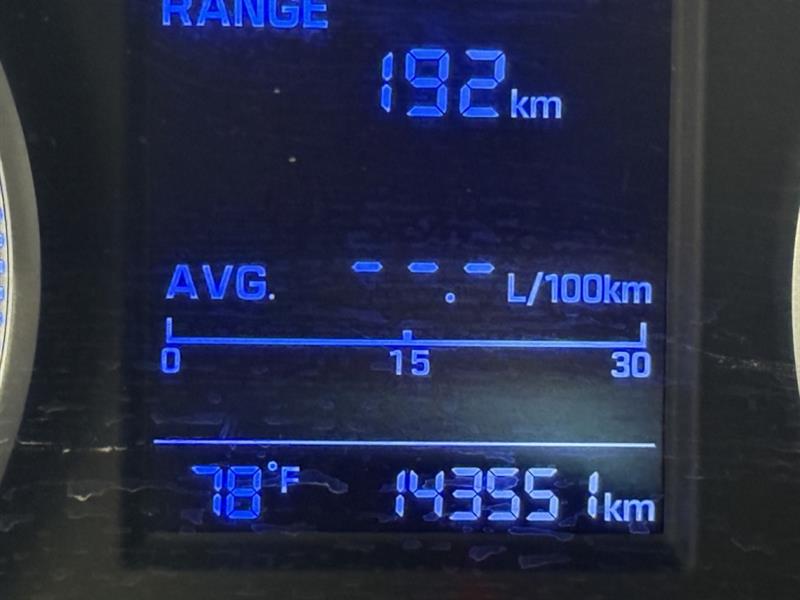 RANGE
192 km
AVG. --.- L/100km
0 15 30
78°F 143551 km